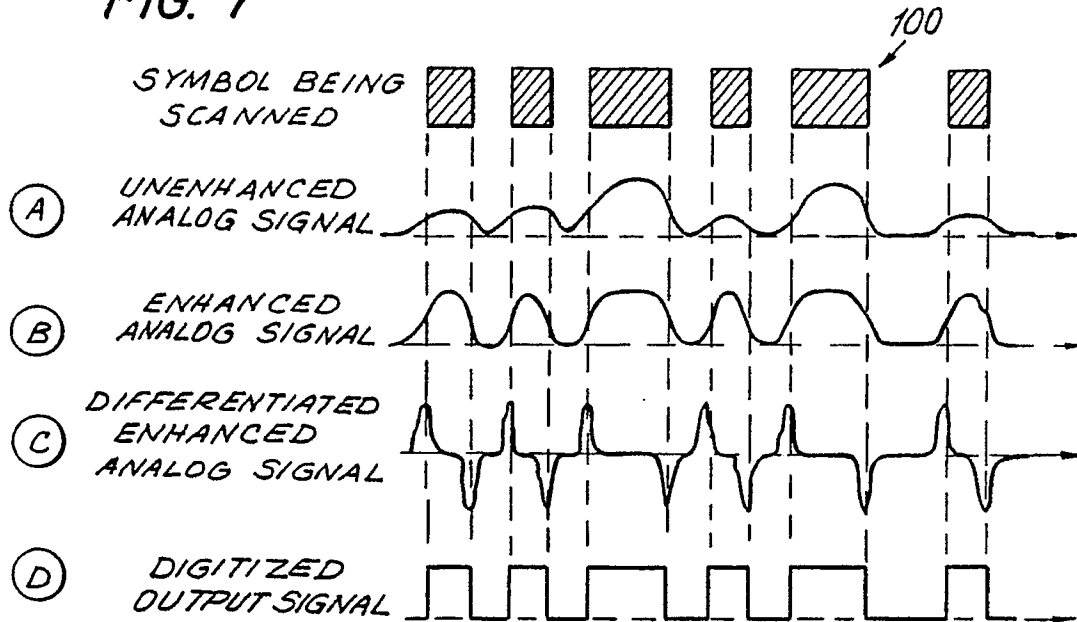 FIG. 7
100
SYMBOL BEING
SCANNED
A
UNENHANCED
ANALOG SIGNAL
B
ENHANCED
ANALOG SIGNAL
C
DIFFERENTIATED
ENHANCED
ANALOG SIGNAL
D
DIGITIZED
OUTPUT SIGNAL